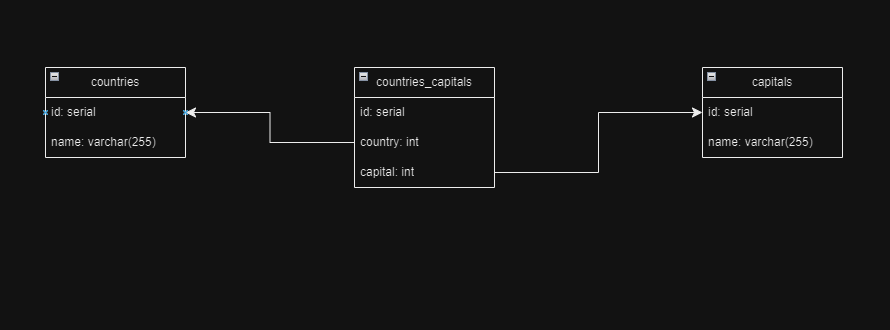 countries
id: serial
name: varchar(255)
countries_capitals
id: serial
country: int
capital: int
capitals
id: serial
name: varchar(255)